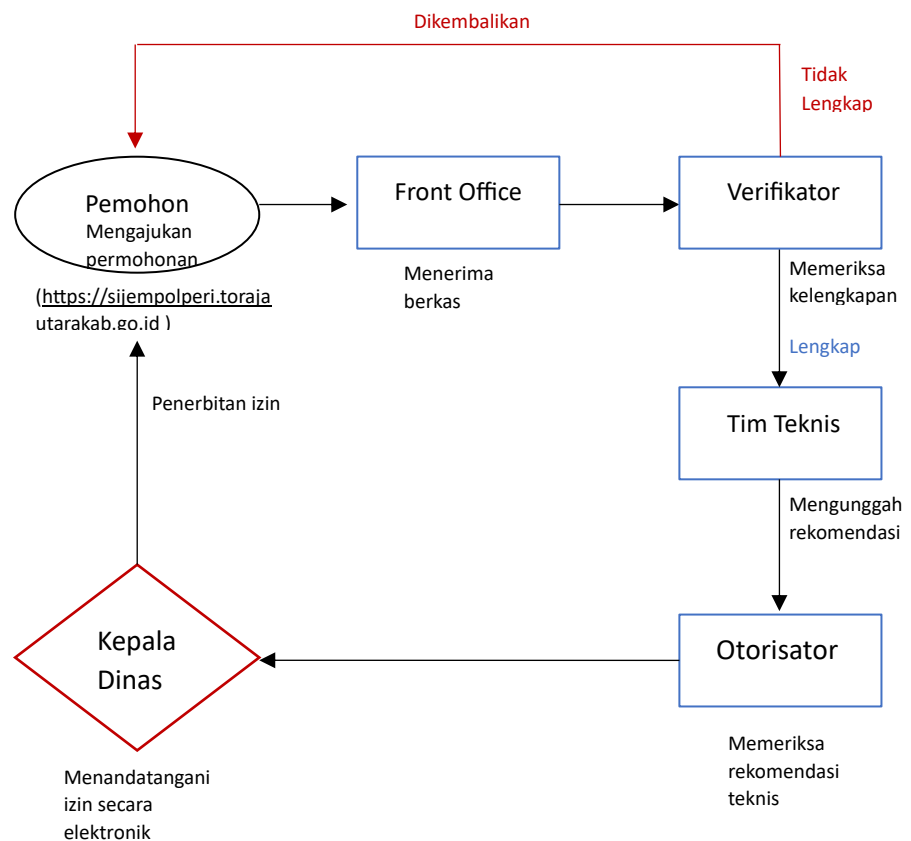 Dikembalikan
Tidak
Lengkap
Pemohon
Mengajukan
permohonan
(https://sijempolperi.toraja
utarakab.go.id )
Front Office
Menerima
berkas
Verifikator
Memeriksa
kelengkapan
Lengkap
Tim Teknis
Mengunggah
rekomendasi
Otorisator
Memeriksa
rekomendasi
teknis
Kepala
Dinas
Menandatangani
izin secara
elektronik
Penerbitan izin